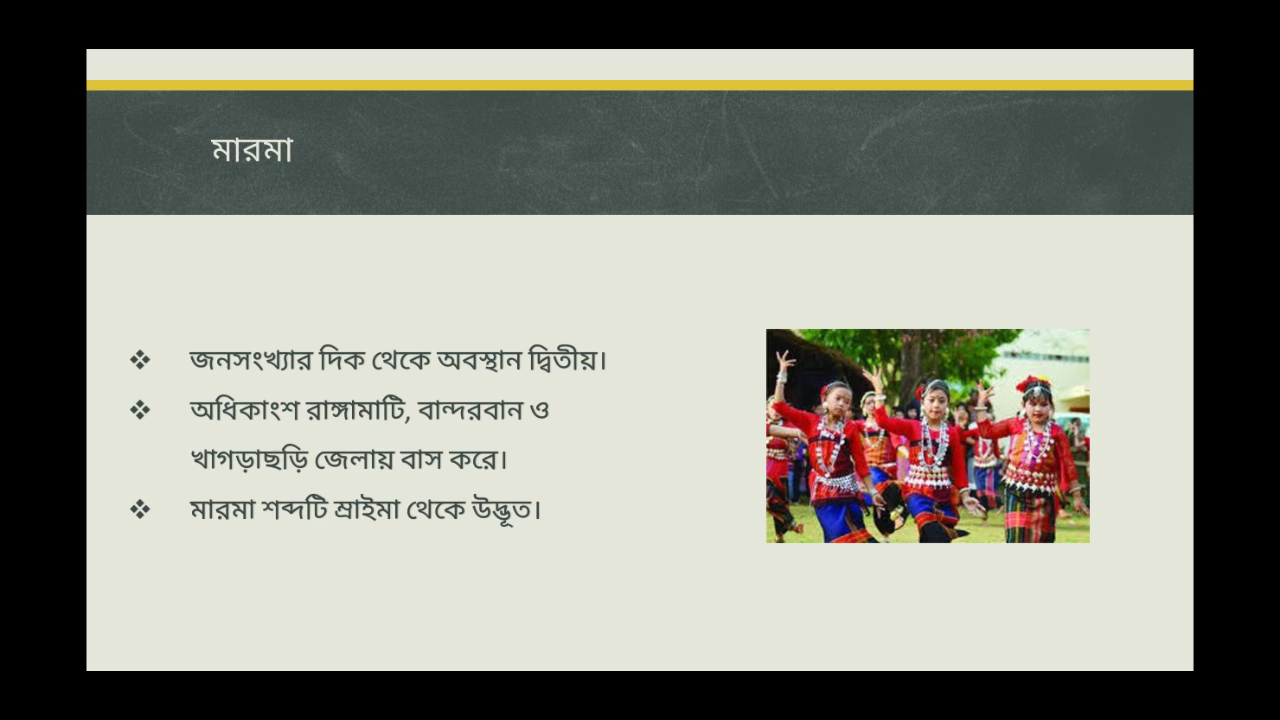 মারমা
❖ জনসংখ্যার দিক থেকে অবস্থান দ্বিতীয়।
❖ অধিকাংশ রাঙ্গামাটি, বান্দরবান ও
খাগড়াছড়ি জেলায় বাস করে।
❖ মারমা শব্দটি ম্রাইমা থেকে উদ্ভূত।